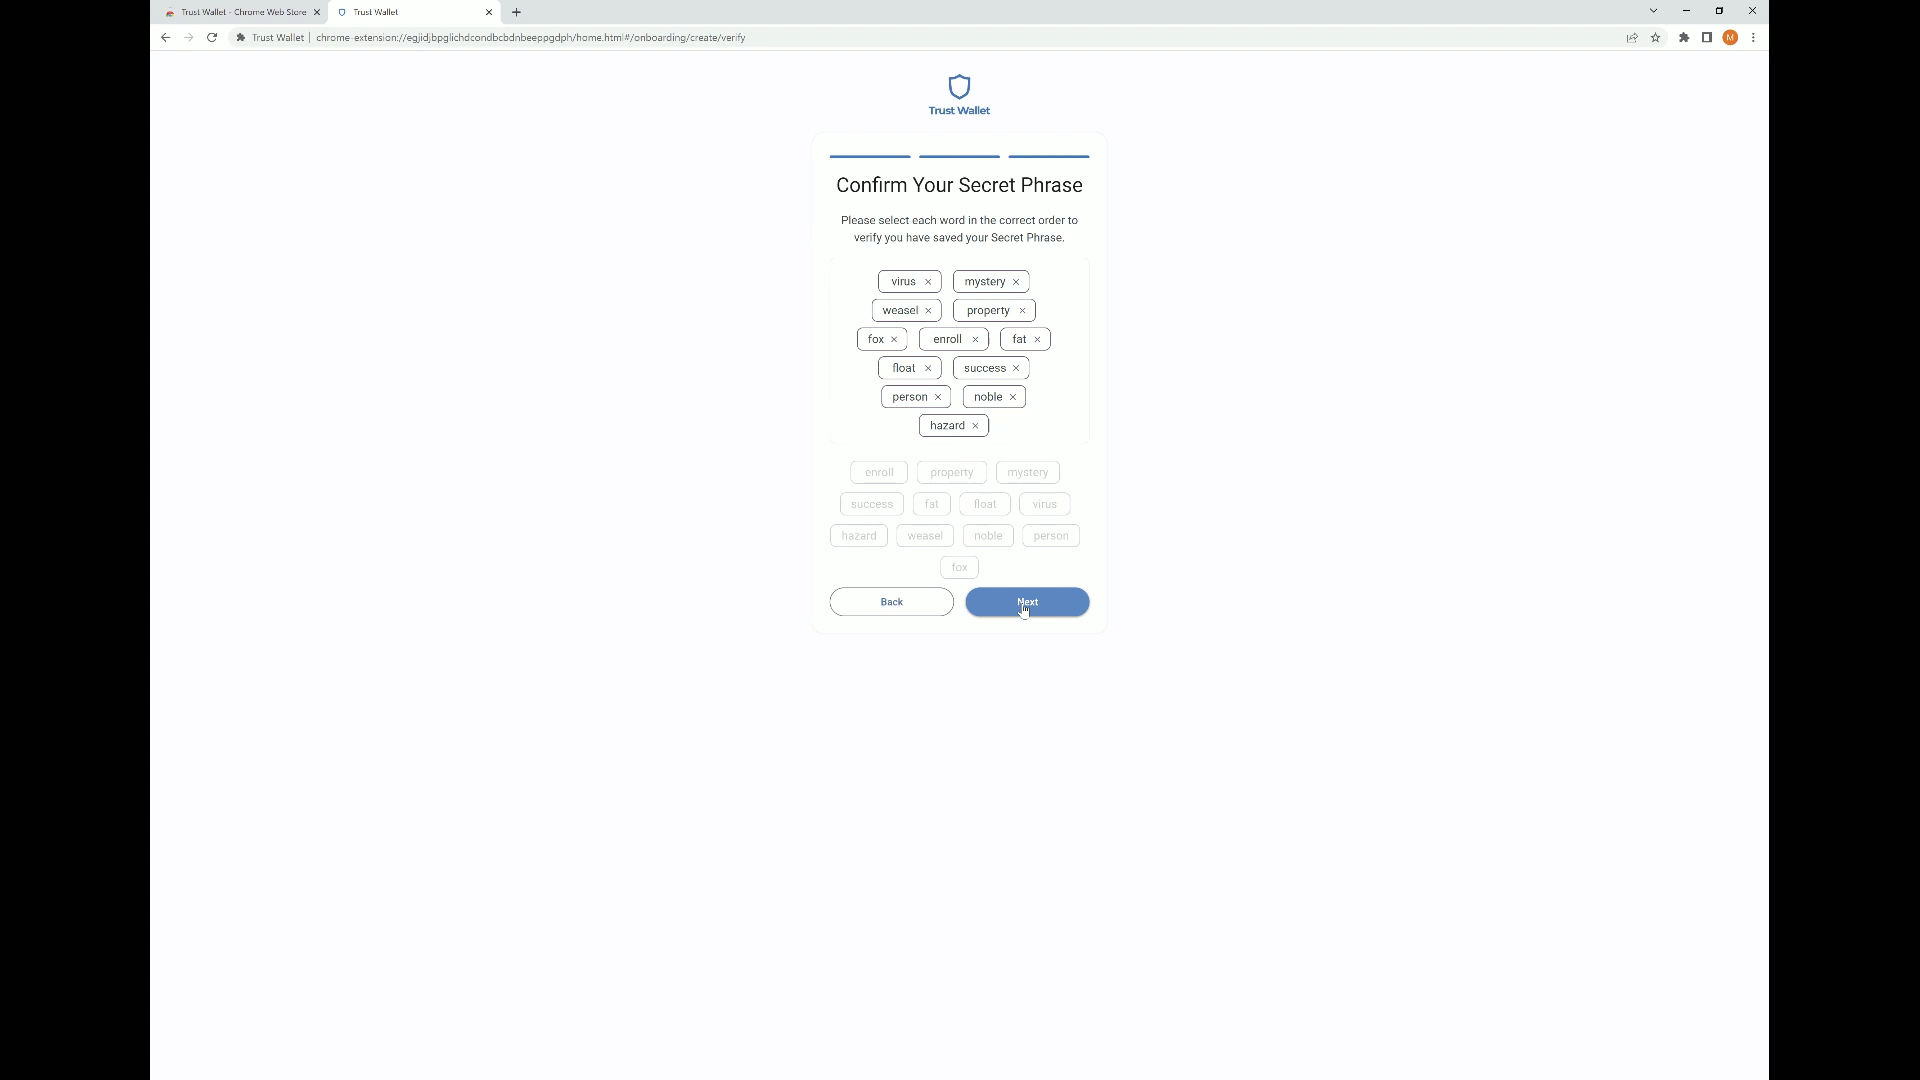 Trust Wallet - Chrome Web Store
Trust Wallet
Trust Wallet | chrome-extension://egjidjbpglichdcondbcbdnbeeppgdph/home.html#/onboarding/create/verify
M
Trust Wallet
Confirm Your Secret Phrase
Please select each word in the correct order to
verify you have saved your Secret Phrase.
virus × mystery ×
weasel × property ×
fox × enroll × fat ×
float × success ×
person × noble ×
hazard ×
enroll property mystery
success fat float virus
hazard weasel noble person
fox
Back Next